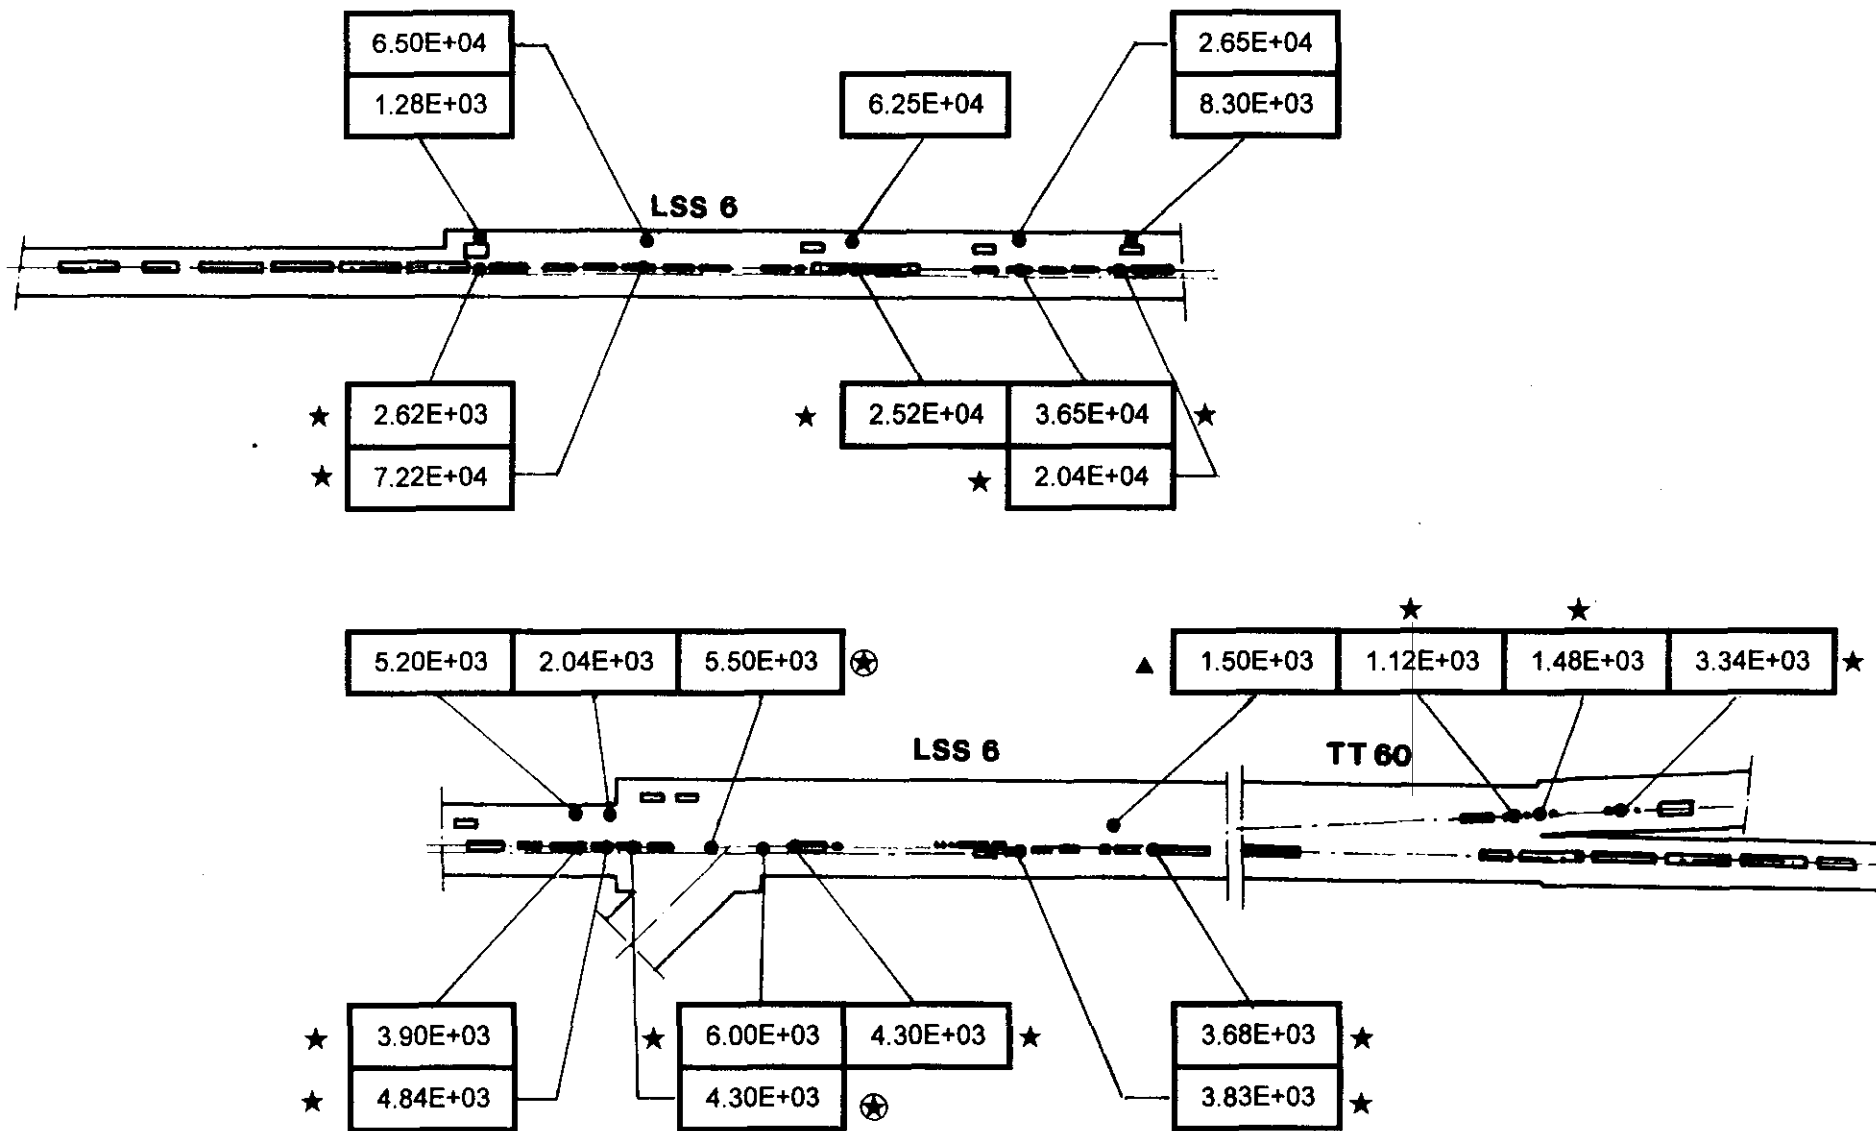 6.50E+04
1.28E+03
6.25E+04
2.65E+04
8.30E+03
LSS 6
★ 2.62E+03
★ 7.22E+04
★ 2.52E+04 3.65E+04 ★
★ 2.04E+04
5.20E+03 2.04E+03 5.50E+03
▲ 1.50E+03 1.12E+03 1.48E+03 3.34E+03 ★
LSS 6
TT 60
★ 3.90E+03
★ 4.84E+03
★ 6.00E+03 4.30E+03 ★
4.30E+03
3.68E+03 ★
3.83E+03 ★